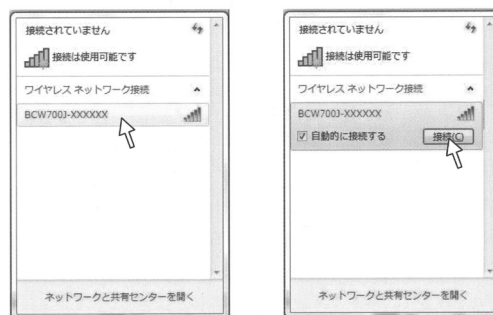 接続されていません
接続は使用可能です
ワイヤレス ネットワーク接続
BCW700J-XXXXXX
ネットワークと共有センターを開く
接続されていません
接続は使用可能です
ワイヤレス ネットワーク接続
BCW700J-XXXXXX
自動的に接続する
接続(C)
ネットワークと共有センターを開く